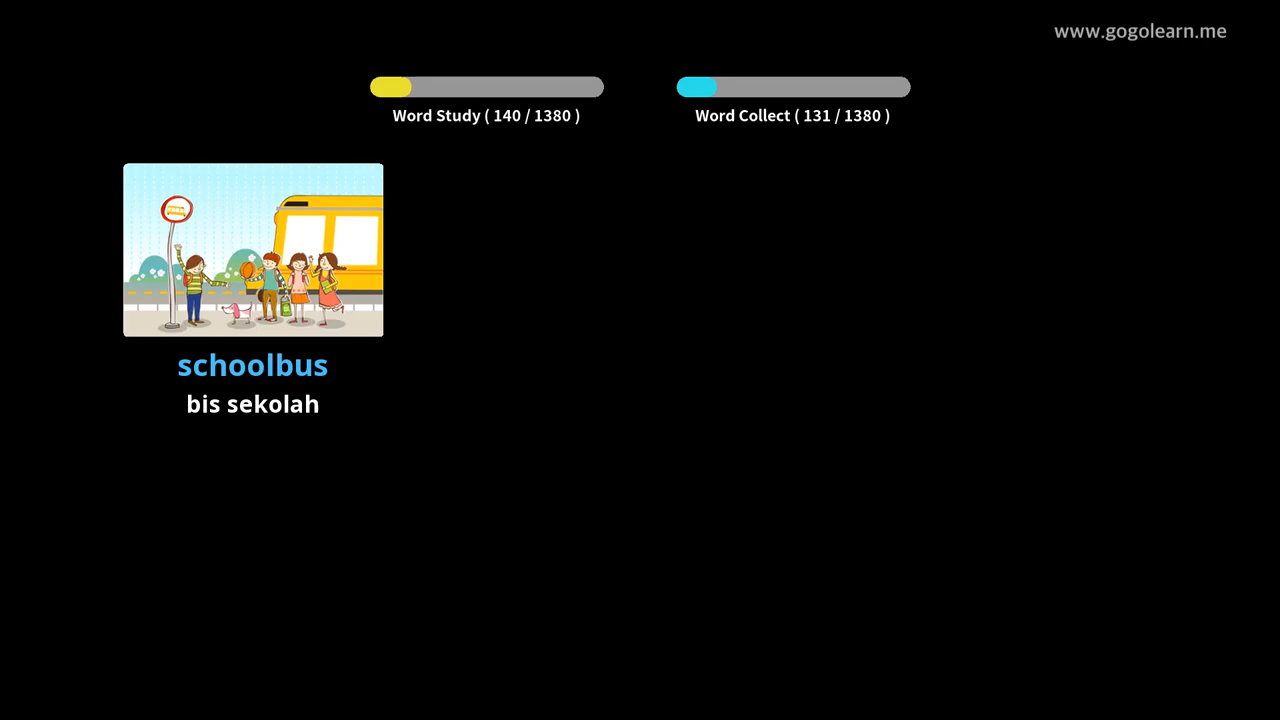 www.gogolearn.me
Word Study ( 140 / 1380 )
Word Collect ( 131 / 1380 )
schoolbus
bis sekolah